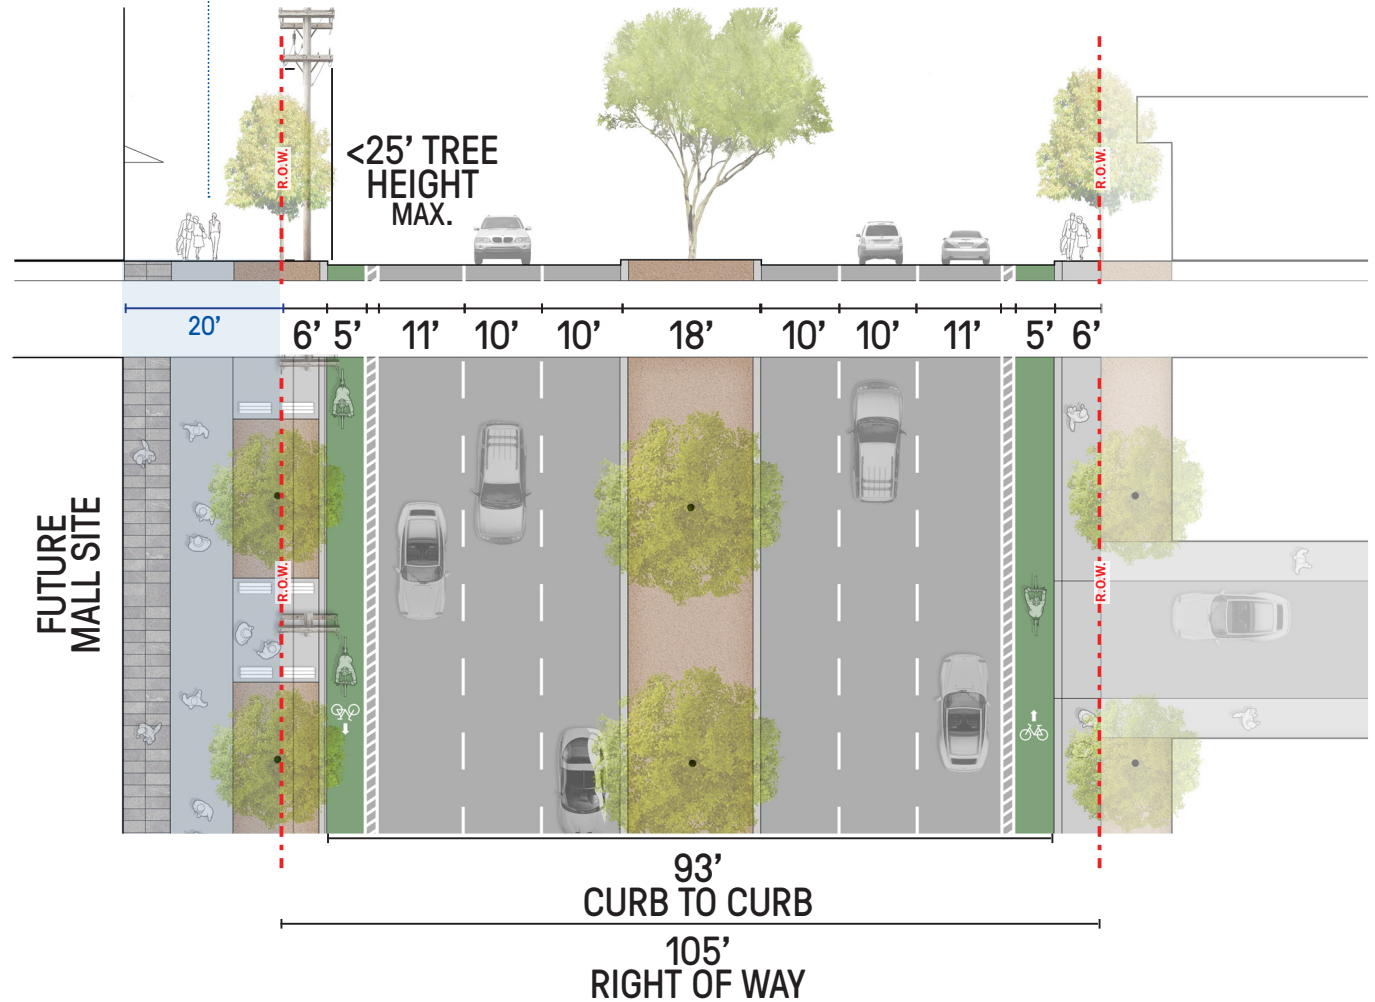 R.O.W.
<25’ TREE
HEIGHT
MAX.
R.O.W.
20’
6’
5’
11’
10’
10’
18’
10’
10’
11’
5’
6’
FUTURE
MALL SITE
R.O.W.
R.O.W.
93’
CURB TO CURB
105’
RIGHT OF WAY